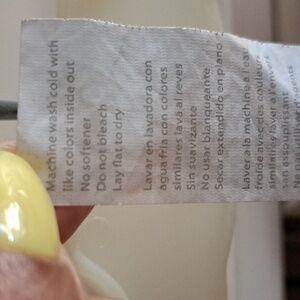 Machine wash cold with
like colors inside out
No softener
Do not bleach
Lay flat to dry
Lavar en lavadora con
agua fría con colores
similares lava al reves
Sin suavizante
No usar blanqueante
Secar extendido en plano
Laver à la machine à l'eau
froide avec des couleurs
similaires laver à l'envers
sans assouplissant